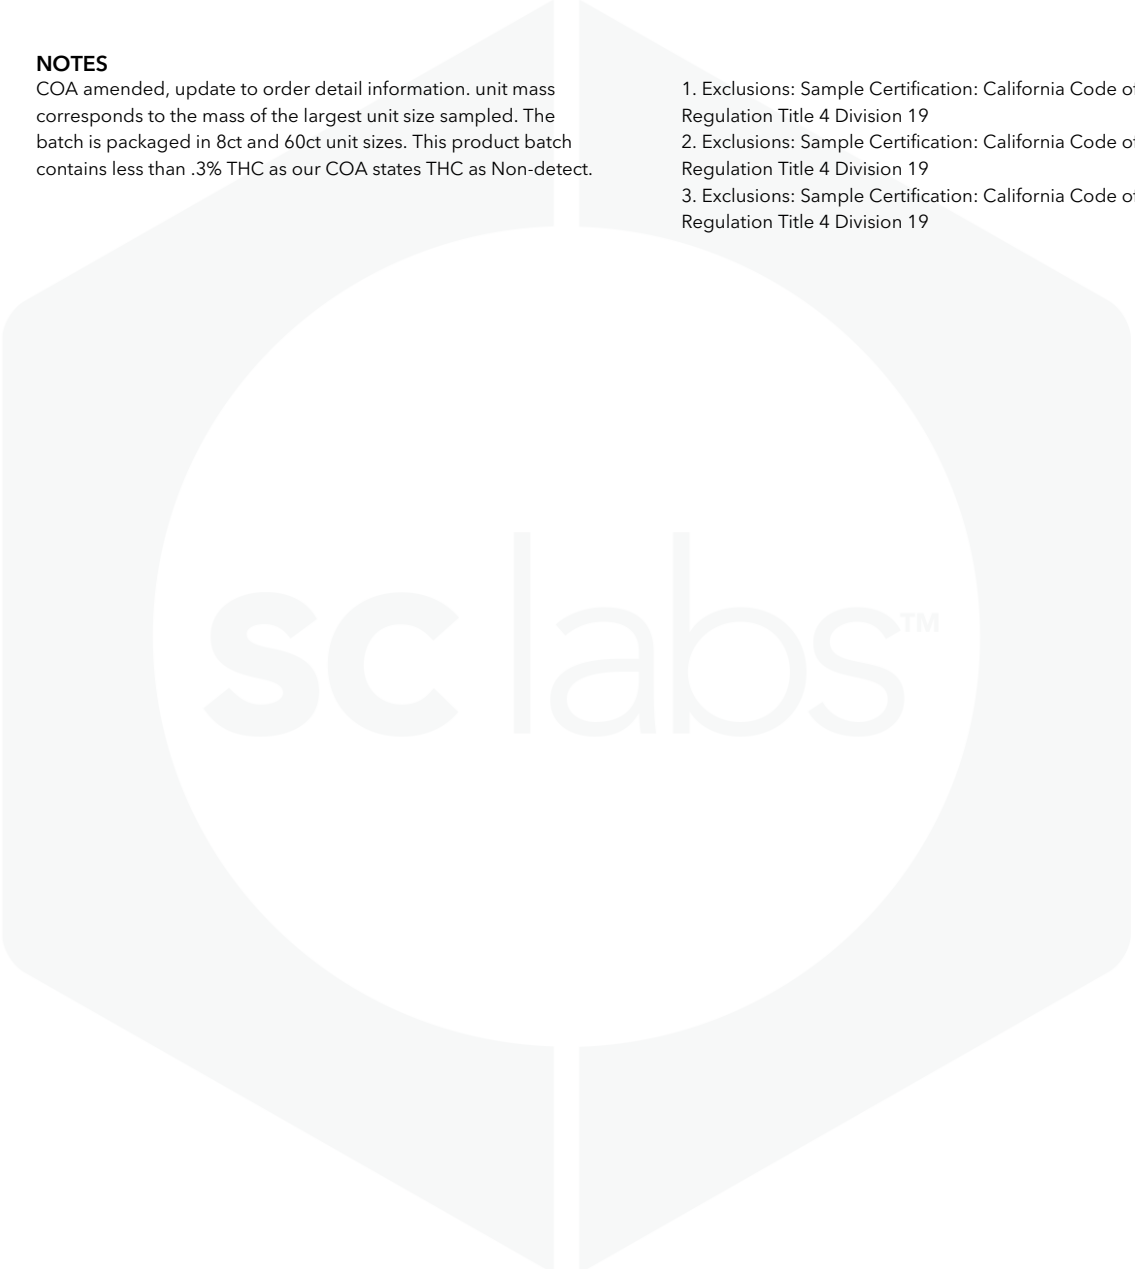 NOTES
COA amended, update to order detail information. unit mass
corresponds to the mass of the largest unit size sampled. The
batch is packaged in 8ct and 60ct unit sizes. This product batch
contains less than .3% THC as our COA states THC as Non-detect.
1. Exclusions: Sample Certification: California Code of
Regulation Title 4 Division 19
2. Exclusions: Sample Certification: California Code of
Regulation Title 4 Division 19
3. Exclusions: Sample Certification: California Code of
Regulation Title 4 Division 19
sc labs™